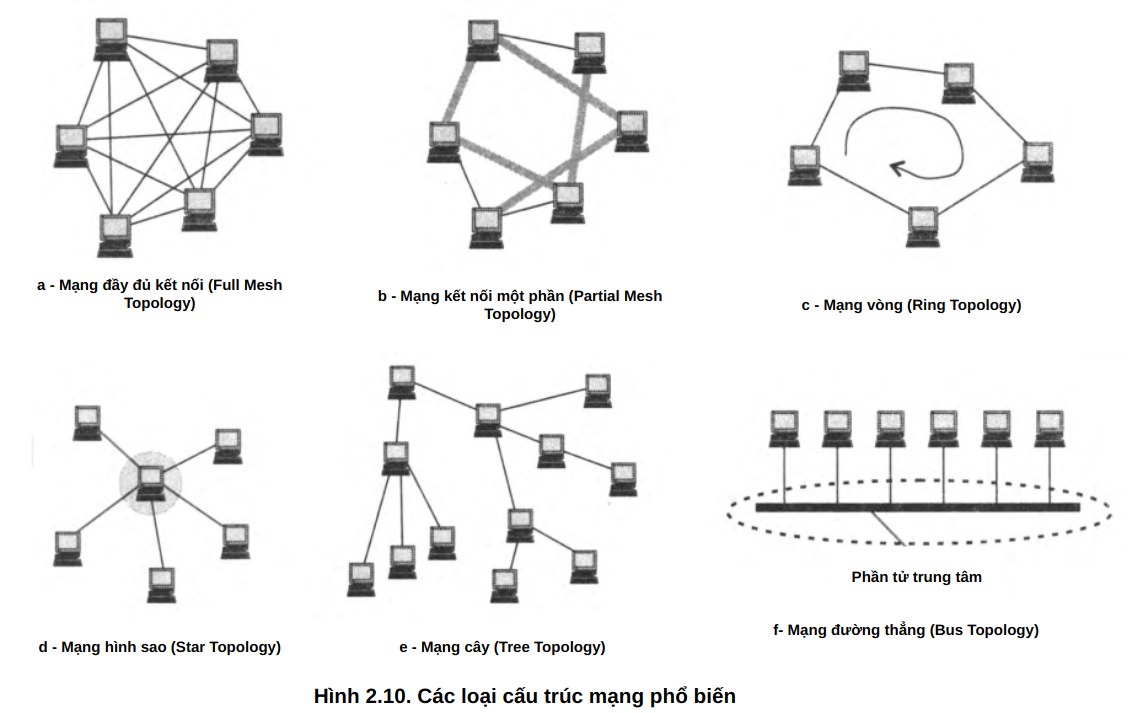 a - Mạng đầy đủ kết nối (Full Mesh
Topology)
b - Mạng kết nối một phần (Partial Mesh
Topology)
c - Mạng vòng (Ring Topology)
d - Mạng hình sao (Star Topology)
e - Mạng cây (Tree Topology)
Phần tử trung tâm
f- Mạng đường thẳng (Bus Topology)
Hình 2.10. Các loại cấu trúc mạng phổ biến